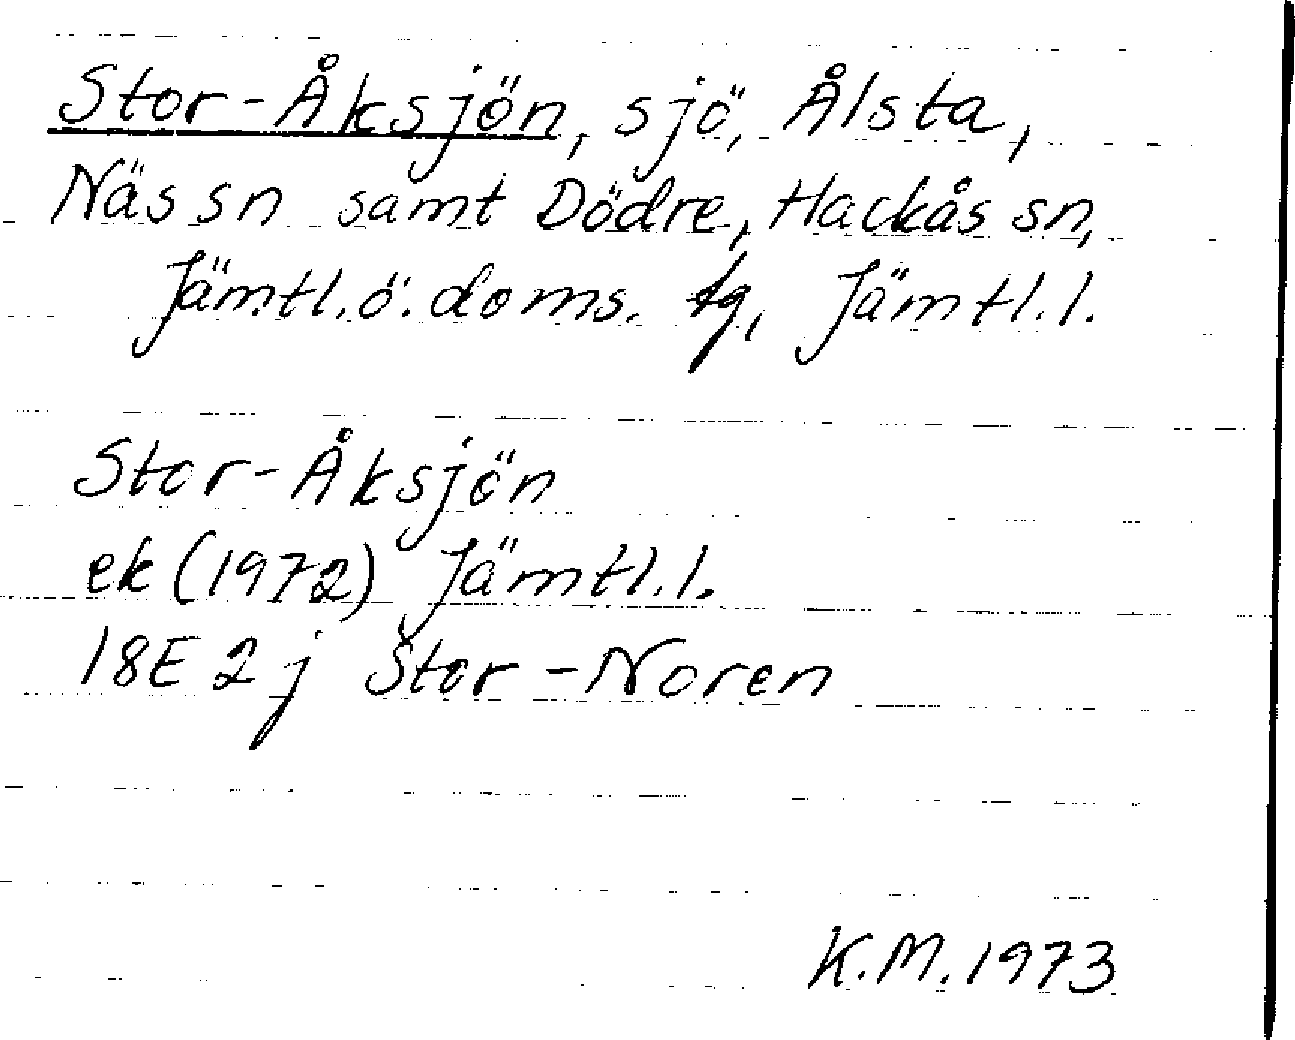 Stor-Åksjön, sjö, Ålsta,
Näs sn samt Dödre, Hackås sn,
Jämtl.ö.doms. tg, Jämtl.l.
Stor-Åksjön
ek (1972) Jämtl.l.
18E 2j Stor-Noren
K.M.1973